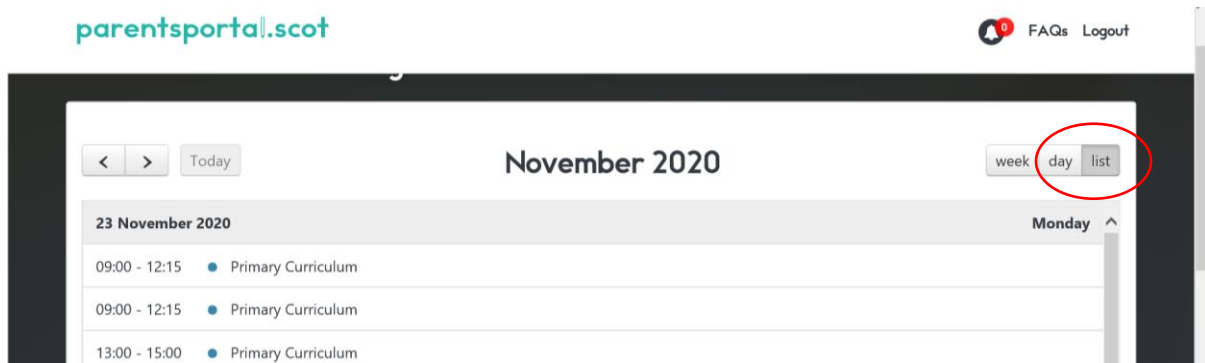 parentsportal.scot
0 FAQs Logout
< > Today November 2020 week day list
23 November 2020 Monday
09:00 - 12:15 Primary Curriculum
09:00 - 12:15 Primary Curriculum
13:00 - 15:00 Primary Curriculum